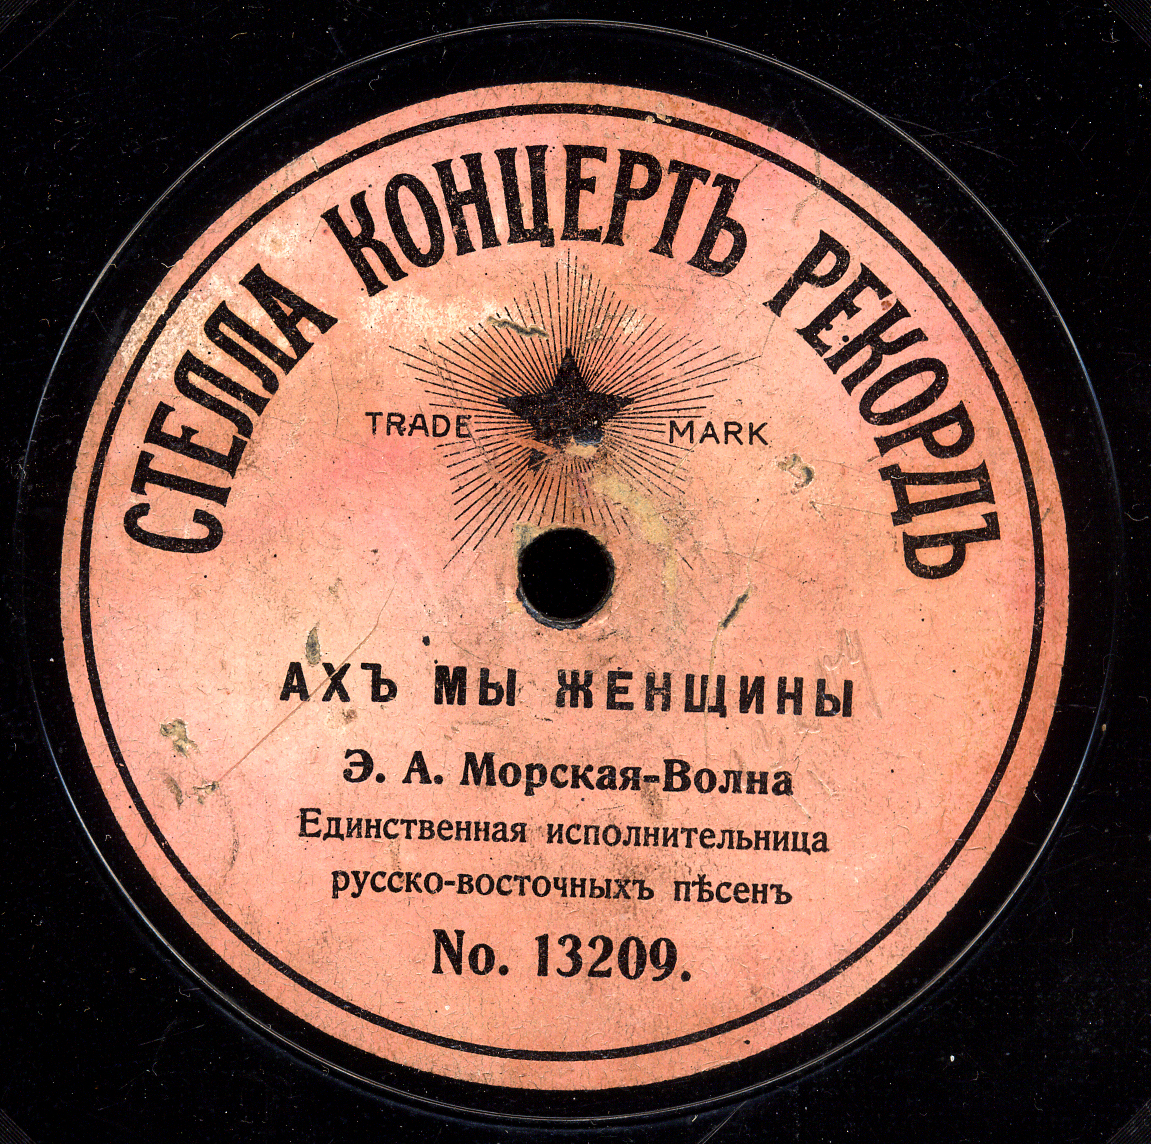 СТЕЛЛА КОНЦЕРТЪ РЕКОРДЪ
TRADE MARK
АХЪ МЫ ЖЕНЩИНЫ
Э. А. Морская-Волна
Единственная исполнительница
русско-восточныхъ пѣсенъ
No. 13209.